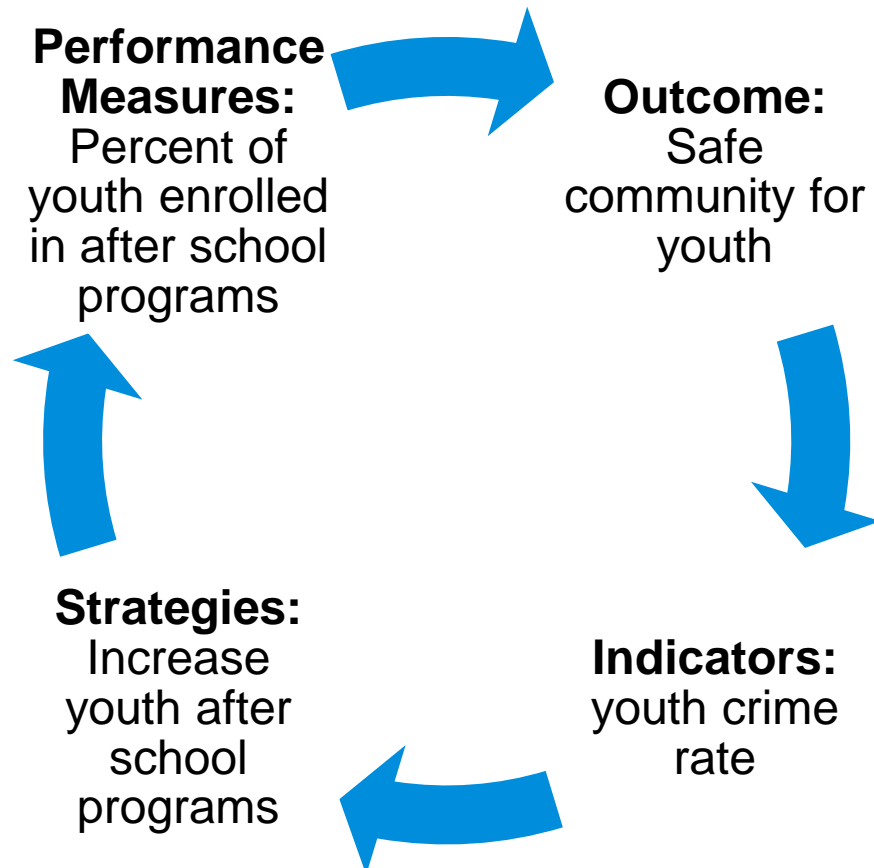 Performance
Measures:
Percent of
youth enrolled
in after school
programs
Outcome:
Safe
community for
youth
Indicators:
youth crime
rate
Strategies:
Increase
youth after
school
programs